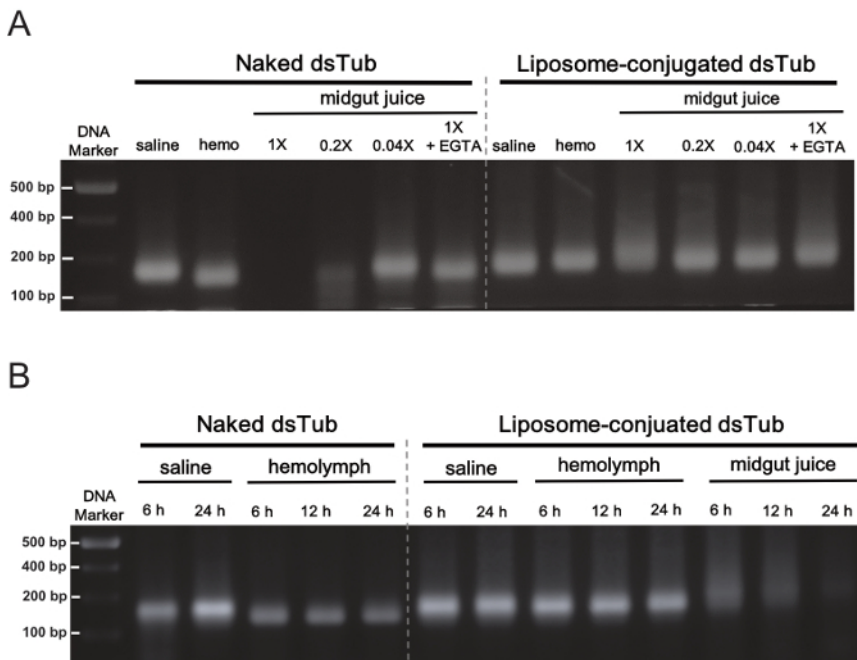 A
Naked dsTub Liposome-conjugated dsTub
midgut juice midgut juice
DNA Marker saline hemo 1X 0.2X 0.04X 1X + EGTA saline hemo 1X 0.2X 0.04X 1X + EGTA
500 bp
400 bp
200 bp
100 bp
B
Naked dsTub Liposome-conjuated dsTub
saline hemolymph saline hemolymph midgut juice
DNA Marker 6 h 24 h 6 h 12 h 24 h 6 h 24 h 6 h 12 h 24 h 6 h 12 h 24 h
500 bp
400 bp
200 bp
100 bp